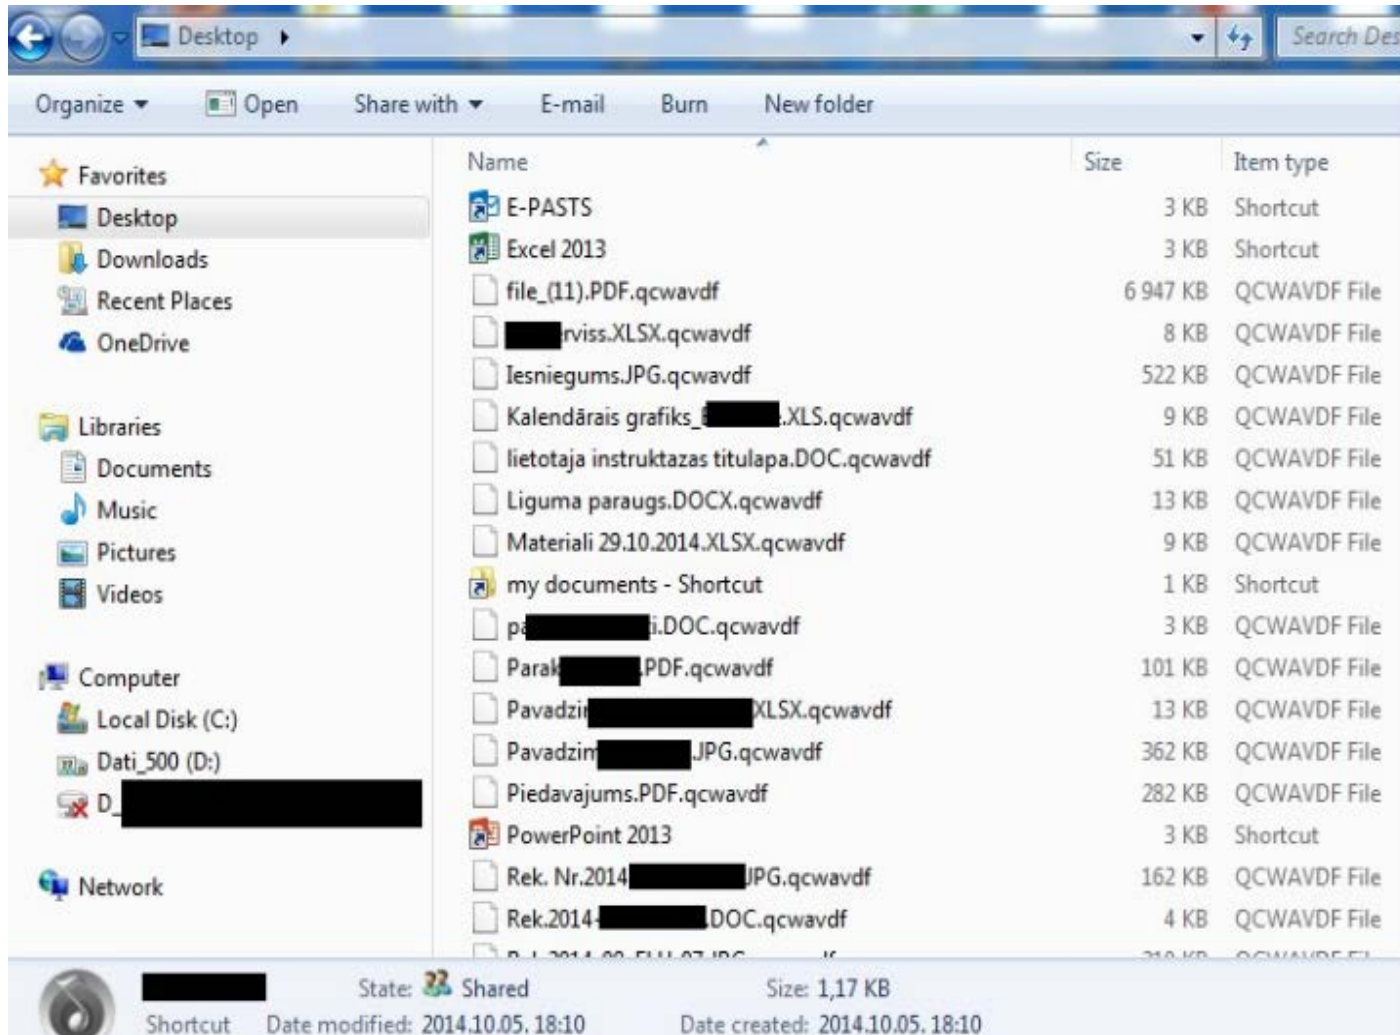 Desktop
Search Des
Organize Open Share with E-mail Burn New folder
Favorites
Desktop
Downloads
Recent Places
OneDrive
Libraries
Documents
Music
Pictures
Videos
Computer
Local Disk (C:)
Dati_500 (D:)
D_
Network
Name Size Item type
E-PASTS 3 KB Shortcut
Excel 2013 3 KB Shortcut
file_(11).PDF.qcwavdf 6 947 KB QCWAVDF File
rviss.XLSX.qcwavdf 8 KB QCWAVDF File
Iesniegums.JPG.qcwavdf 522 KB QCWAVDF File
Kalendārais grafiks_ .XLS.qcwavdf 9 KB QCWAVDF File
lietotaja instruktazas titulapa.DOC.qcwavdf 51 KB QCWAVDF File
Liguma paraugs.DOCX.qcwavdf 13 KB QCWAVDF File
Materiali 29.10.2014.XLSX.qcwavdf 9 KB QCWAVDF File
my documents - Shortcut 1 KB Shortcut
pa i.DOC.qcwavdf 3 KB QCWAVDF File
Parak .PDF.qcwavdf 101 KB QCWAVDF File
Pavadzi XLSX.qcwavdf 13 KB QCWAVDF File
Pavadzim .JPG.qcwavdf 362 KB QCWAVDF File
Piedavajums.PDF.qcwavdf 282 KB QCWAVDF File
PowerPoint 2013 3 KB Shortcut
Rek. Nr.2014 JPG.qcwavdf 162 KB QCWAVDF File
Rek.2014- .DOC.qcwavdf 4 KB QCWAVDF File
State: Shared Size: 1,17 KB
Shortcut Date modified: 2014.10.05. 18:10 Date created: 2014.10.05. 18:10